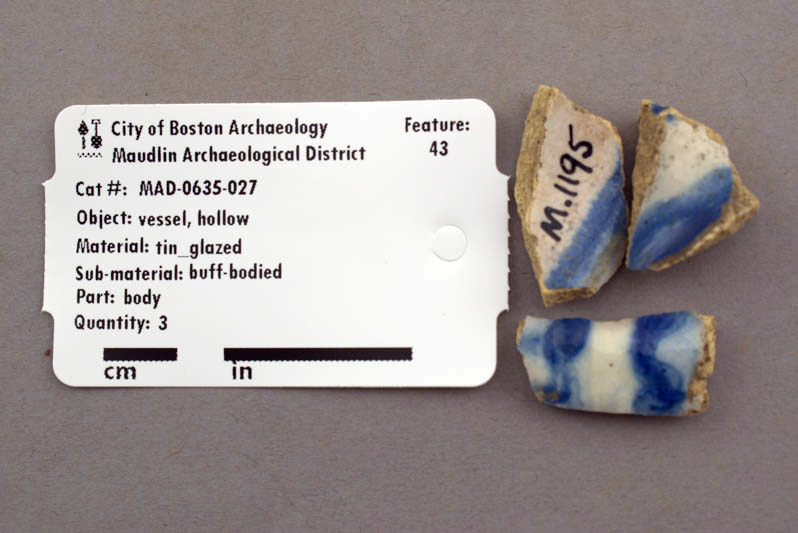 City of Boston Archaeology
Maudlin Archaeological District
Feature:
43
Cat #: MAD-0635-027
Object: vessel, hollow
Material: tin_glazed
Sub-material: buff-bodied
Part: body
Quantity: 3
cm
in
M.1195